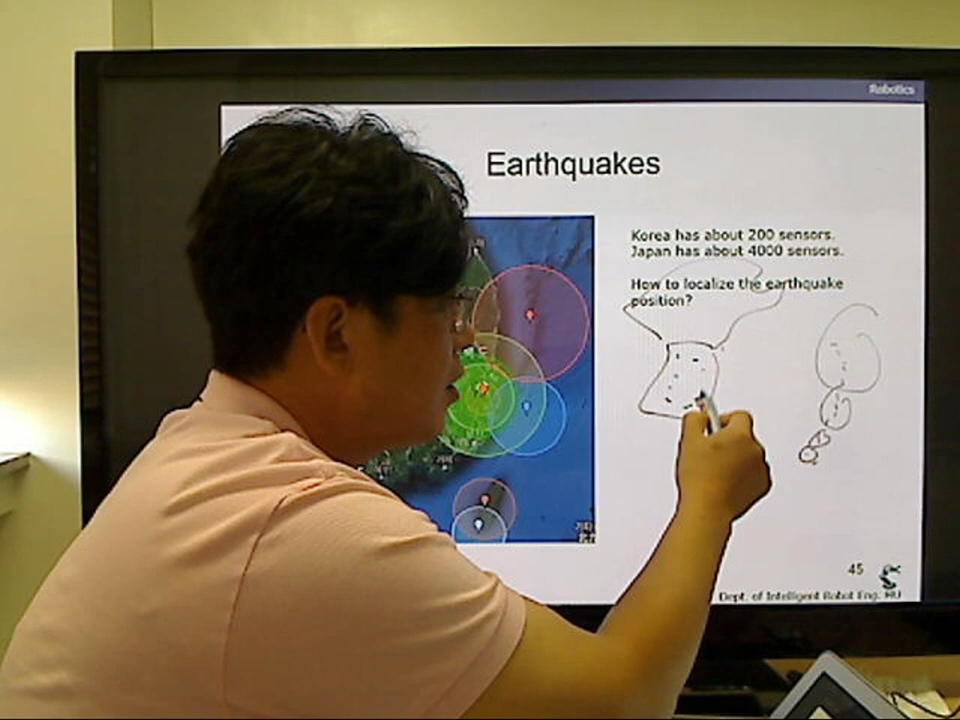 Robotics
Earthquakes
Korea has about 200 sensors.
Japan has about 4000 sensors.
How to localize the earthquake
position?
45
Dept. of Intelligent Robot Eng. HU